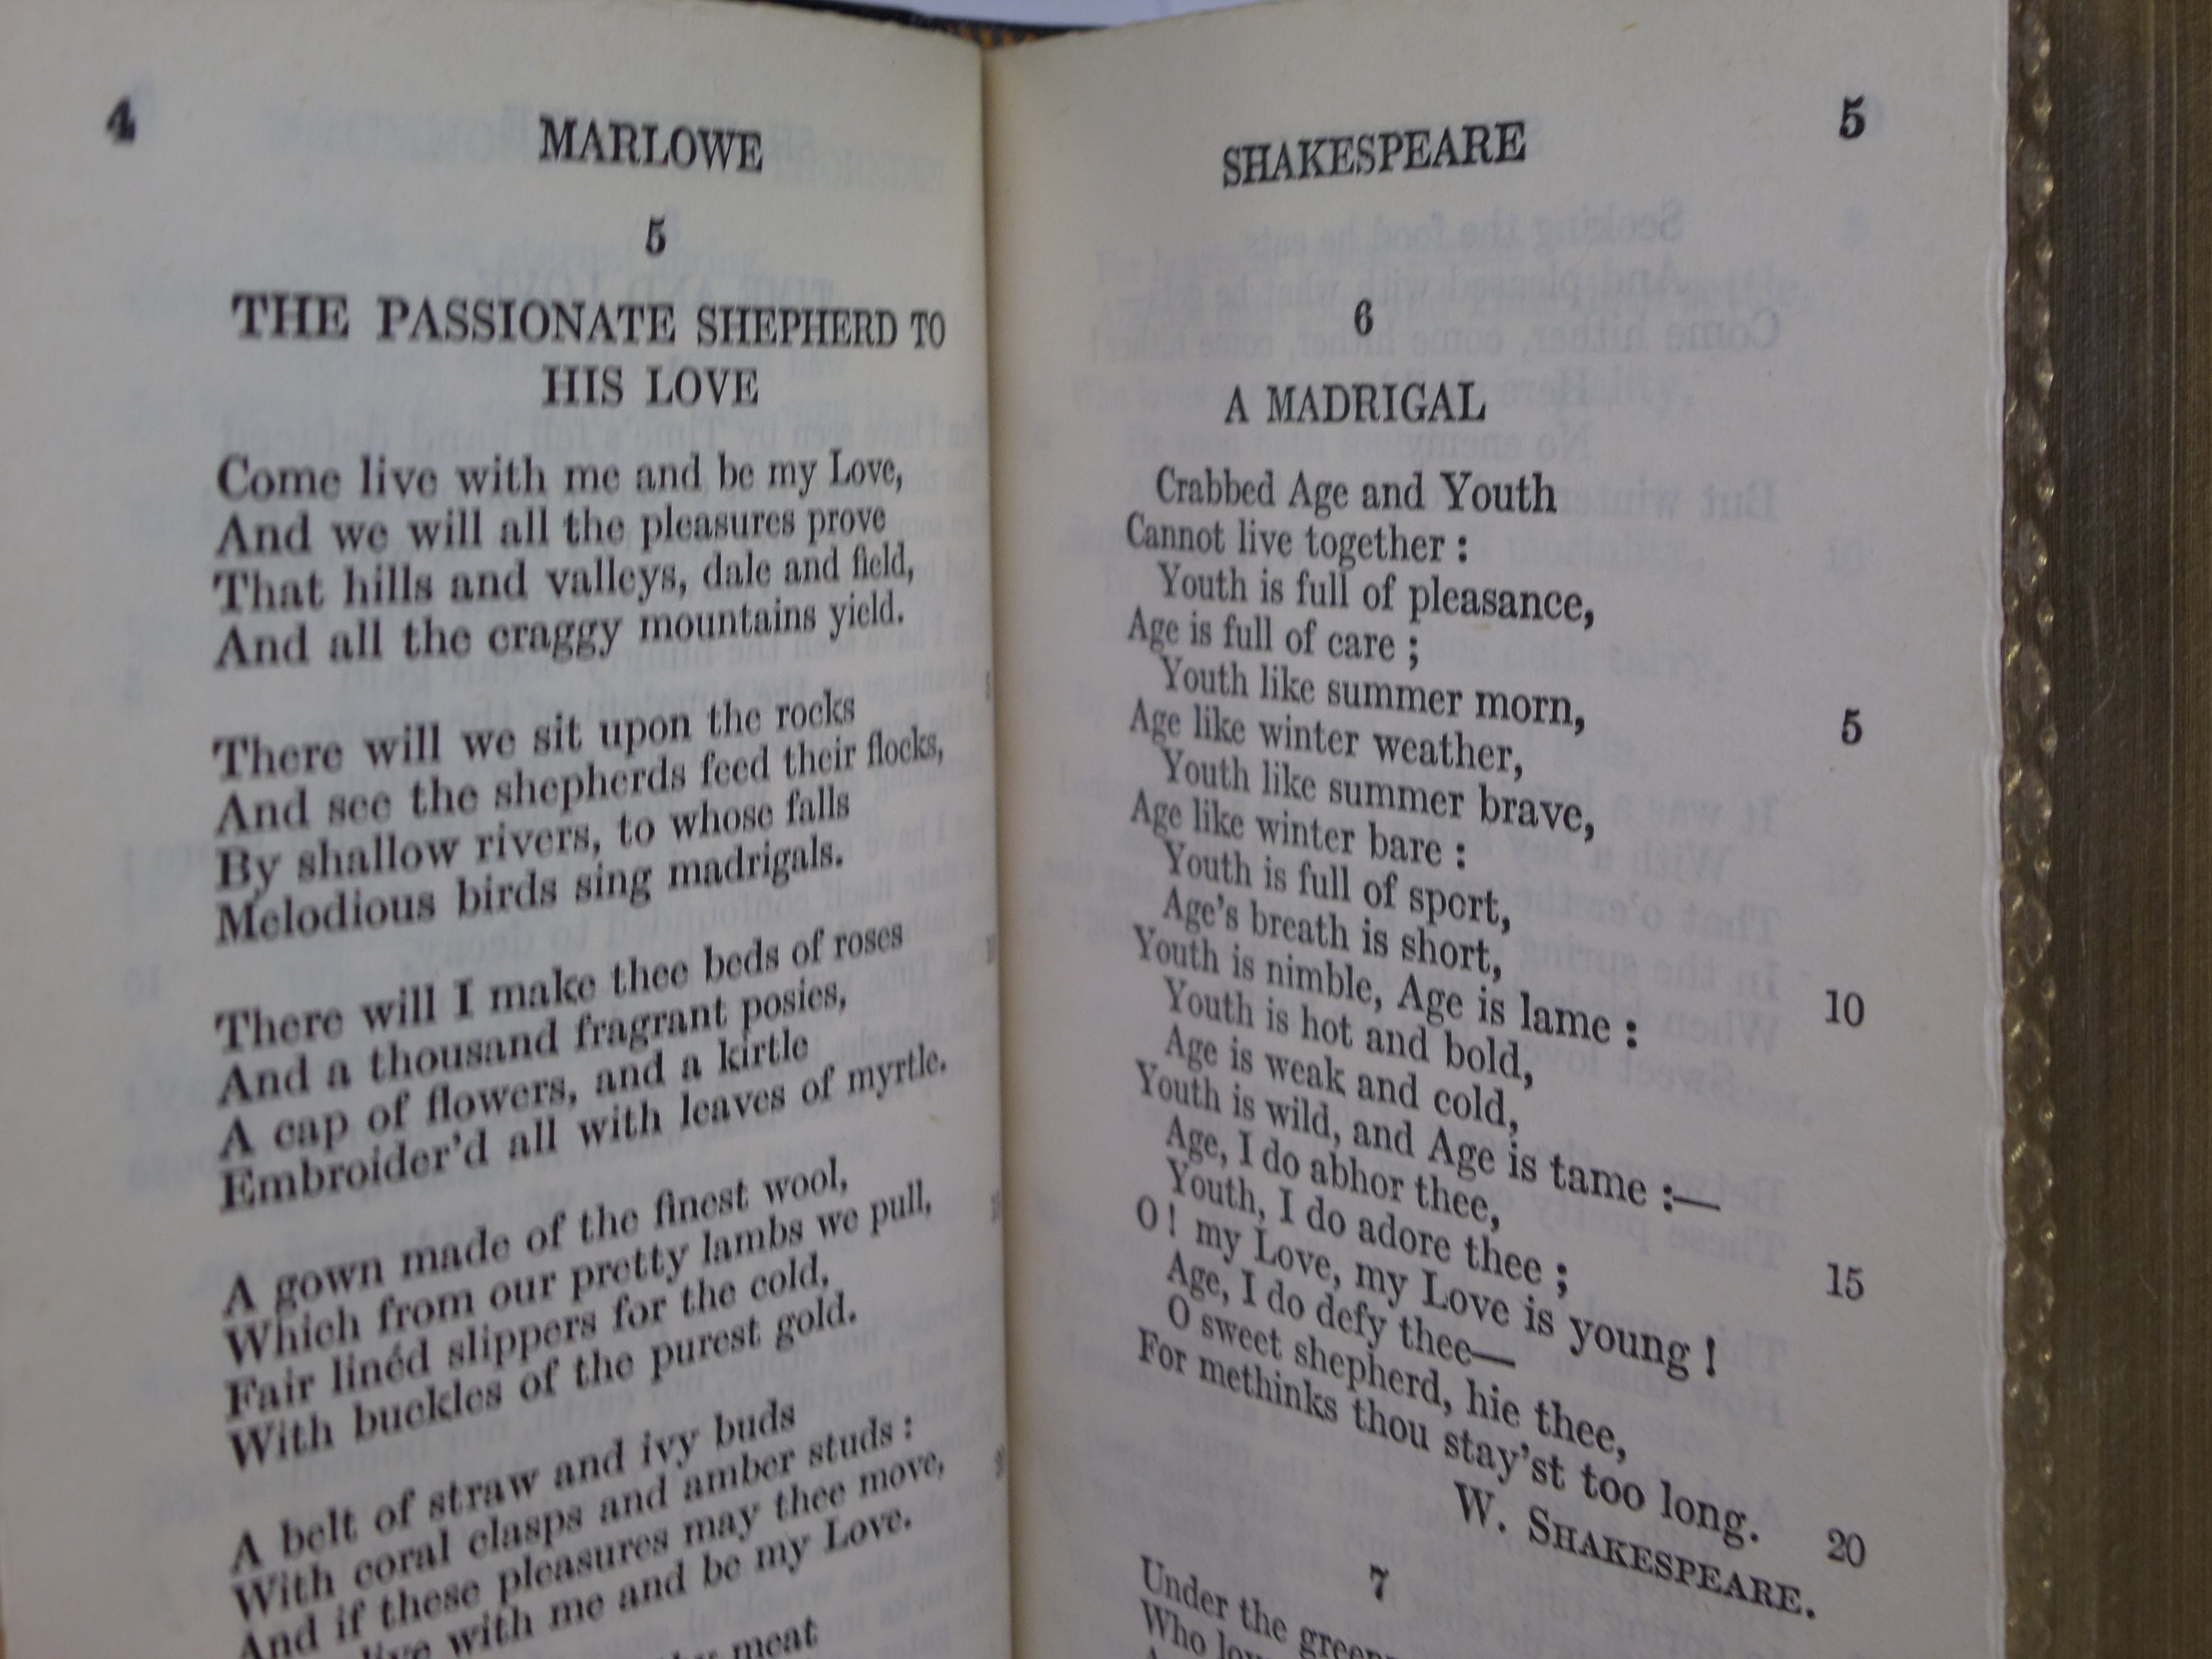 4
MARLOWE
5
THE PASSIONATE SHEPHERD TO
HIS LOVE
Come live with me and be my Love,
And we will all the pleasures prove
That hills and valleys, dale and field,
And all the craggy mountains yield.
There will we sit upon the rocks
And see the shepherds feed their flocks,
By shallow rivers, to whose falls
Melodious birds sing madrigals.
There will I make thee beds of roses
And a thousand fragrant posies,
A cap of flowers, and a kirtle
Embroider'd all with leaves of myrtle.
A gown made of the finest wool,
Which from our pretty lambs we pull,
Fair linéd slippers for the cold,
With buckles of the purest gold.
A belt of straw and ivy buds
With coral clasps and amber studs :
And if these pleasures may thee move,
live with me and be my Love.
meat
SHAKESPEARE
5
6
A MADRIGAL
Crabbed Age and Youth
Cannot live together :
Youth is full of pleasance,
Age is full of care ;
Youth like summer morn,
5
Age like winter weather,
Youth like summer brave,
Age like winter bare :
Youth is full of sport,
Age's breath is short,
10
Youth is nimble, Age is lame :
Youth is hot and bold,
Age is weak and cold,
Youth is wild, and Age is tame :—
Age, I do abhor thee,
15
Youth, I do adore thee ;
O ! my Love, my Love is young !
Age, I do defy thee—
O sweet shepherd, hie thee,
For methinks thou stay'st too long.
20
W. SHAKESPEARE.
7
Under the
Who